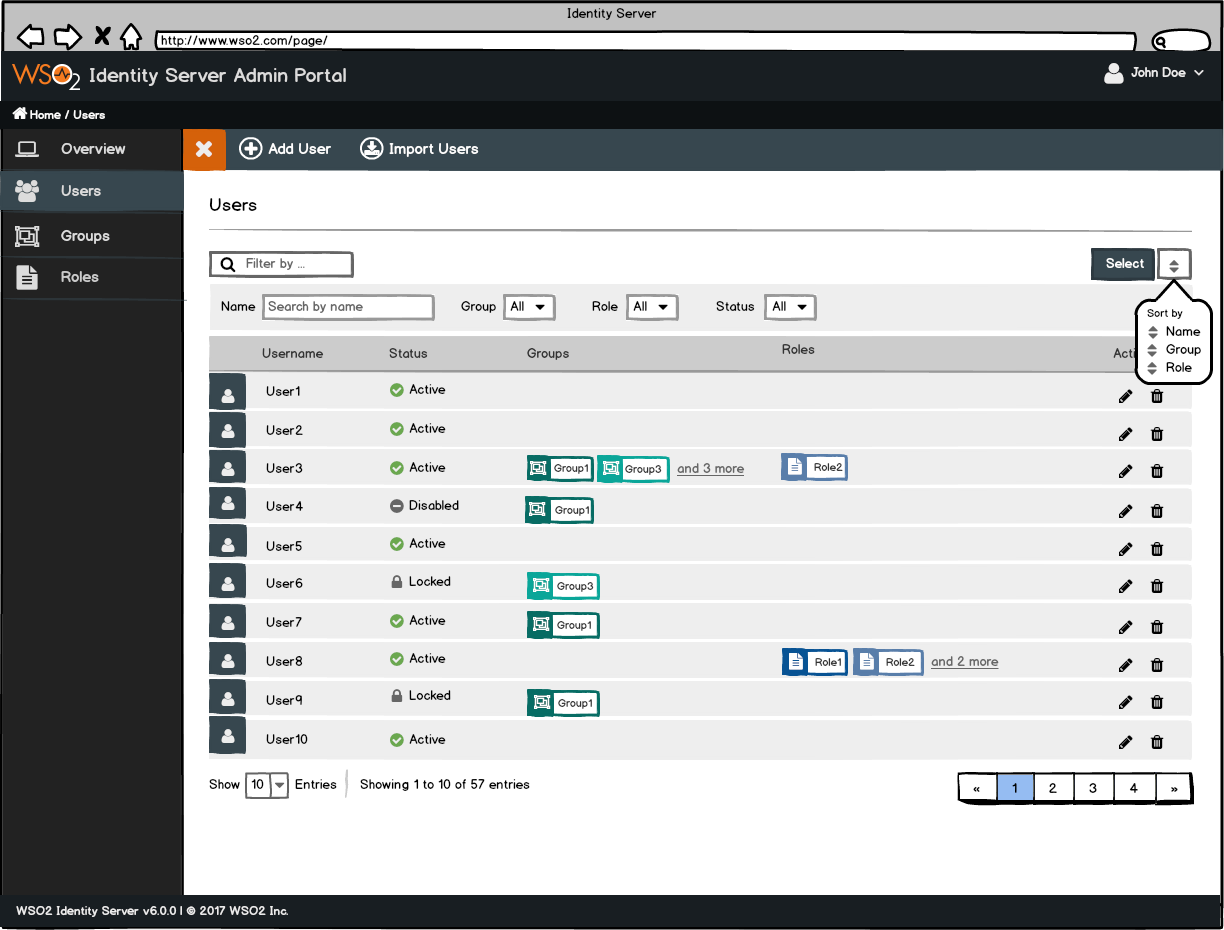 Identity Server
http://www.wso2.com/page/
WSO2 Identity Server Admin Portal
John Doe
Home / Users
Overview
Users
Groups
Roles
Add User
Import Users
Users
Filter by ...
Select
Name Search by name Group All Role All Status All
Sort by
Name
Group
Role
Username Status Groups Roles Acti
User1 Active
User2 Active
User3 Active Group1 Group3 and 3 more Role2
User4 Disabled Group1
User5 Active
User6 Locked Group3
User7 Active Group1
User8 Active Role1 Role2 and 2 more
User9 Locked Group1
User10 Active
Show 10 Entries Showing 1 to 10 of 57 entries
« 1 2 3 4 »
WSO2 Identity Server v6.0.0 | © 2017 WSO2 Inc.